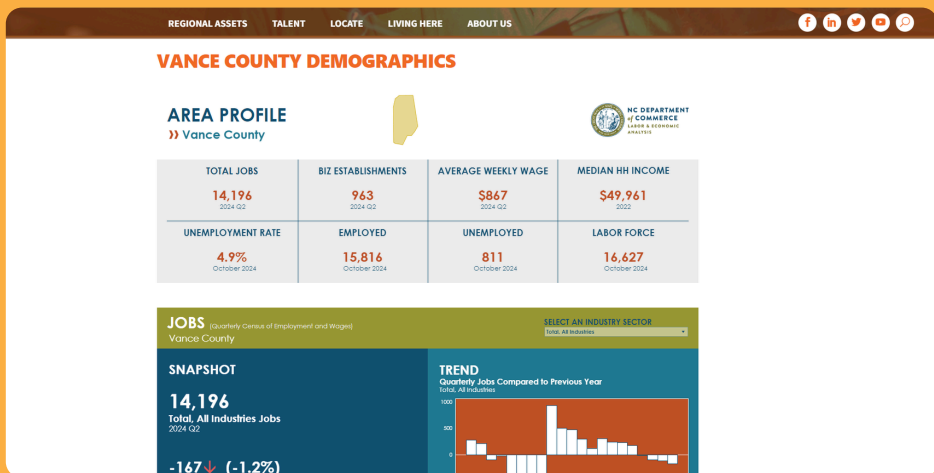 REGIONAL ASSETS TALENT LOCATE LIVING HERE ABOUT US
VANCE COUNTY DEMOGRAPHICS
AREA PROFILE
Vance County
NC DEPARTMENT
of COMMERCE
LABOR & ECONOMIC
ANALYSIS
TOTAL JOBS BIZ ESTABLISHMENTS AVERAGE WEEKLY WAGE MEDIAN HH INCOME
14,196 963 $867 $49,961
2024 Q2 2024 Q2 2024 Q2 2022
UNEMPLOYMENT RATE EMPLOYED UNEMPLOYED LABOR FORCE
4.9% 15,816 811 16,627
October 2024 October 2024 October 2024 October 2024
JOBS (Quarterly Census of Employment and Wages)
Vance County
SELECT AN INDUSTRY SECTOR
Total, All Industries
SNAPSHOT
14,196
Total, All Industries Jobs
2024 Q2
-167 (-1.2%)
TREND
Quarterly Jobs Compared to Previous Year
Total, All Industries
1000
500
0